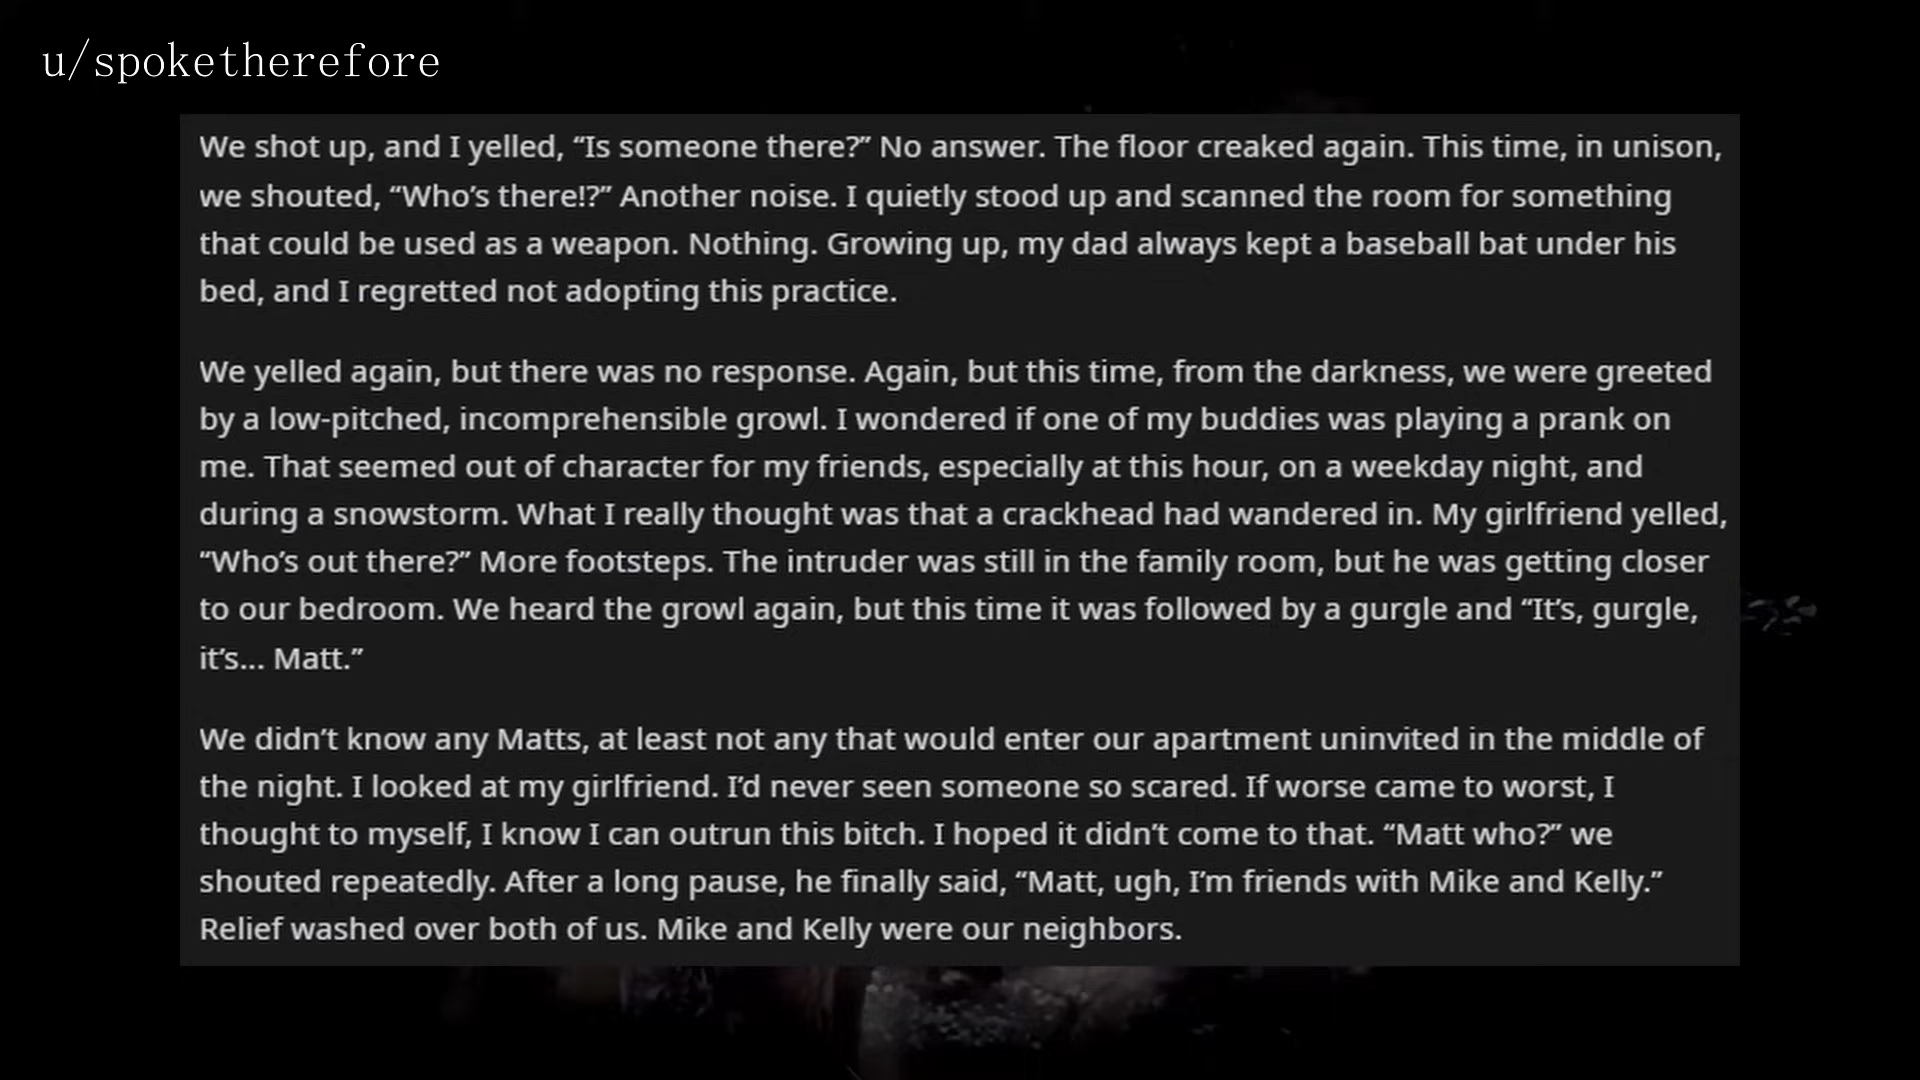 u/spoketherefore
We shot up, and I yelled, “Is someone there?” No answer. The floor creaked again. This time, in unison,
we shouted, “Who’s there!?” Another noise. I quietly stood up and scanned the room for something
that could be used as a weapon. Nothing. Growing up, my dad always kept a baseball bat under his
bed, and I regretted not adopting this practice.
We yelled again, but there was no response. Again, but this time, from the darkness, we were greeted
by a low-pitched, incomprehensible growl. I wondered if one of my buddies was playing a prank on
me. That seemed out of character for my friends, especially at this hour, on a weekday night, and
during a snowstorm. What I really thought was that a crackhead had wandered in. My girlfriend yelled,
“Who’s out there?” More footsteps. The intruder was still in the family room, but he was getting closer
to our bedroom. We heard the growl again, but this time it was followed by a gurgle and “It’s, gurgle,
it’s... Matt.”
We didn’t know any Matts, at least not any that would enter our apartment uninvited in the middle of
the night. I looked at my girlfriend. I’d never seen someone so scared. If worse came to worst, I
thought to myself, I know I can outrun this bitch. I hoped it didn’t come to that. “Matt who?” we
shouted repeatedly. After a long pause, he finally said, “Matt, ugh, I’m friends with Mike and Kelly.”
Relief washed over both of us. Mike and Kelly were our neighbors.